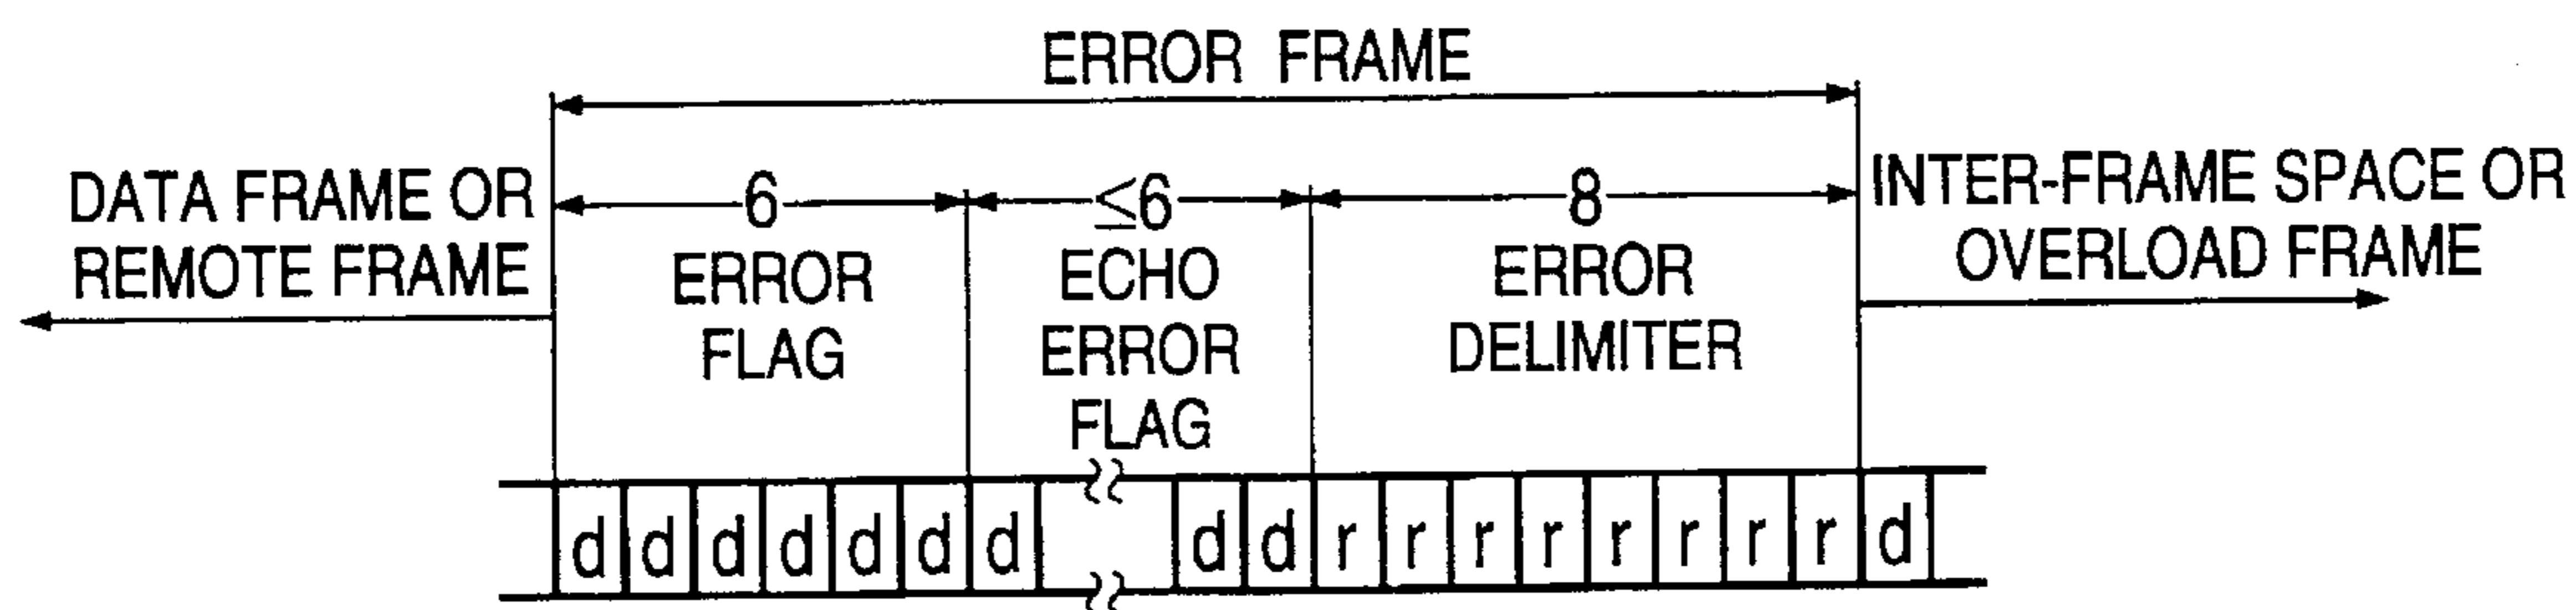 ERROR FRAME
DATA FRAME OR
REMOTE FRAME
6
ERROR
FLAG
≤6
ECHO
ERROR
FLAG
8
ERROR
DELIMITER
INTER-FRAME SPACE OR
OVERLOAD FRAME
d d d d d d d d d r r r r r r r r d